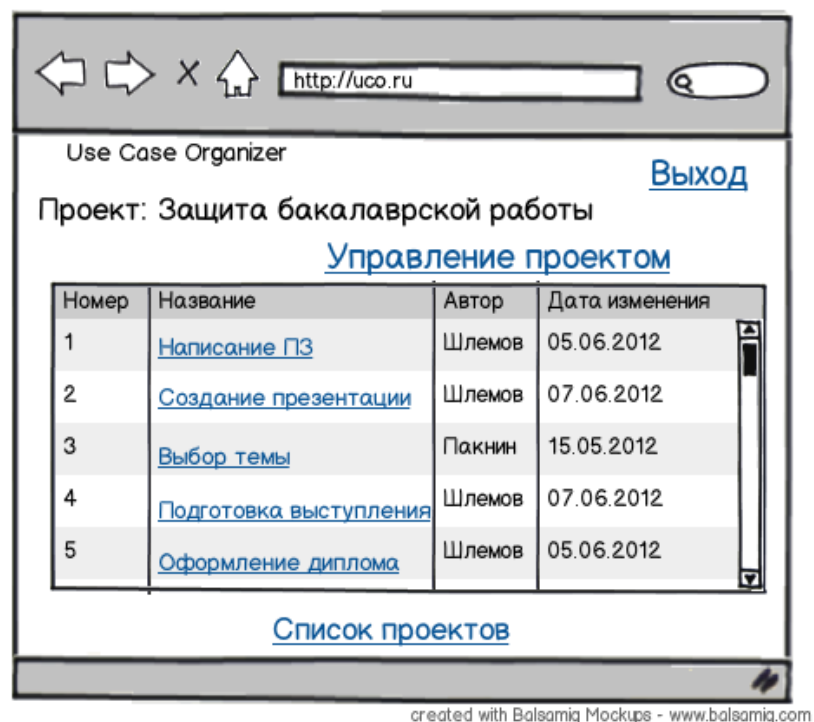 http://uco.ru
Use Case Organizer
Выход
Проект: Защита бакалаврской работы
Управление проектом
Номер Название Автор Дата изменения
1 Написание ПЗ Шлемов 05.06.2012
2 Создание презентации Шлемов 07.06.2012
3 Выбор темы Пакнин 15.05.2012
4 Подготовка выступления Шлемов 07.06.2012
5 Оформление диплома Шлемов 05.06.2012
Список проектов
created with Balsamiq Mockups - www.balsamiq.com